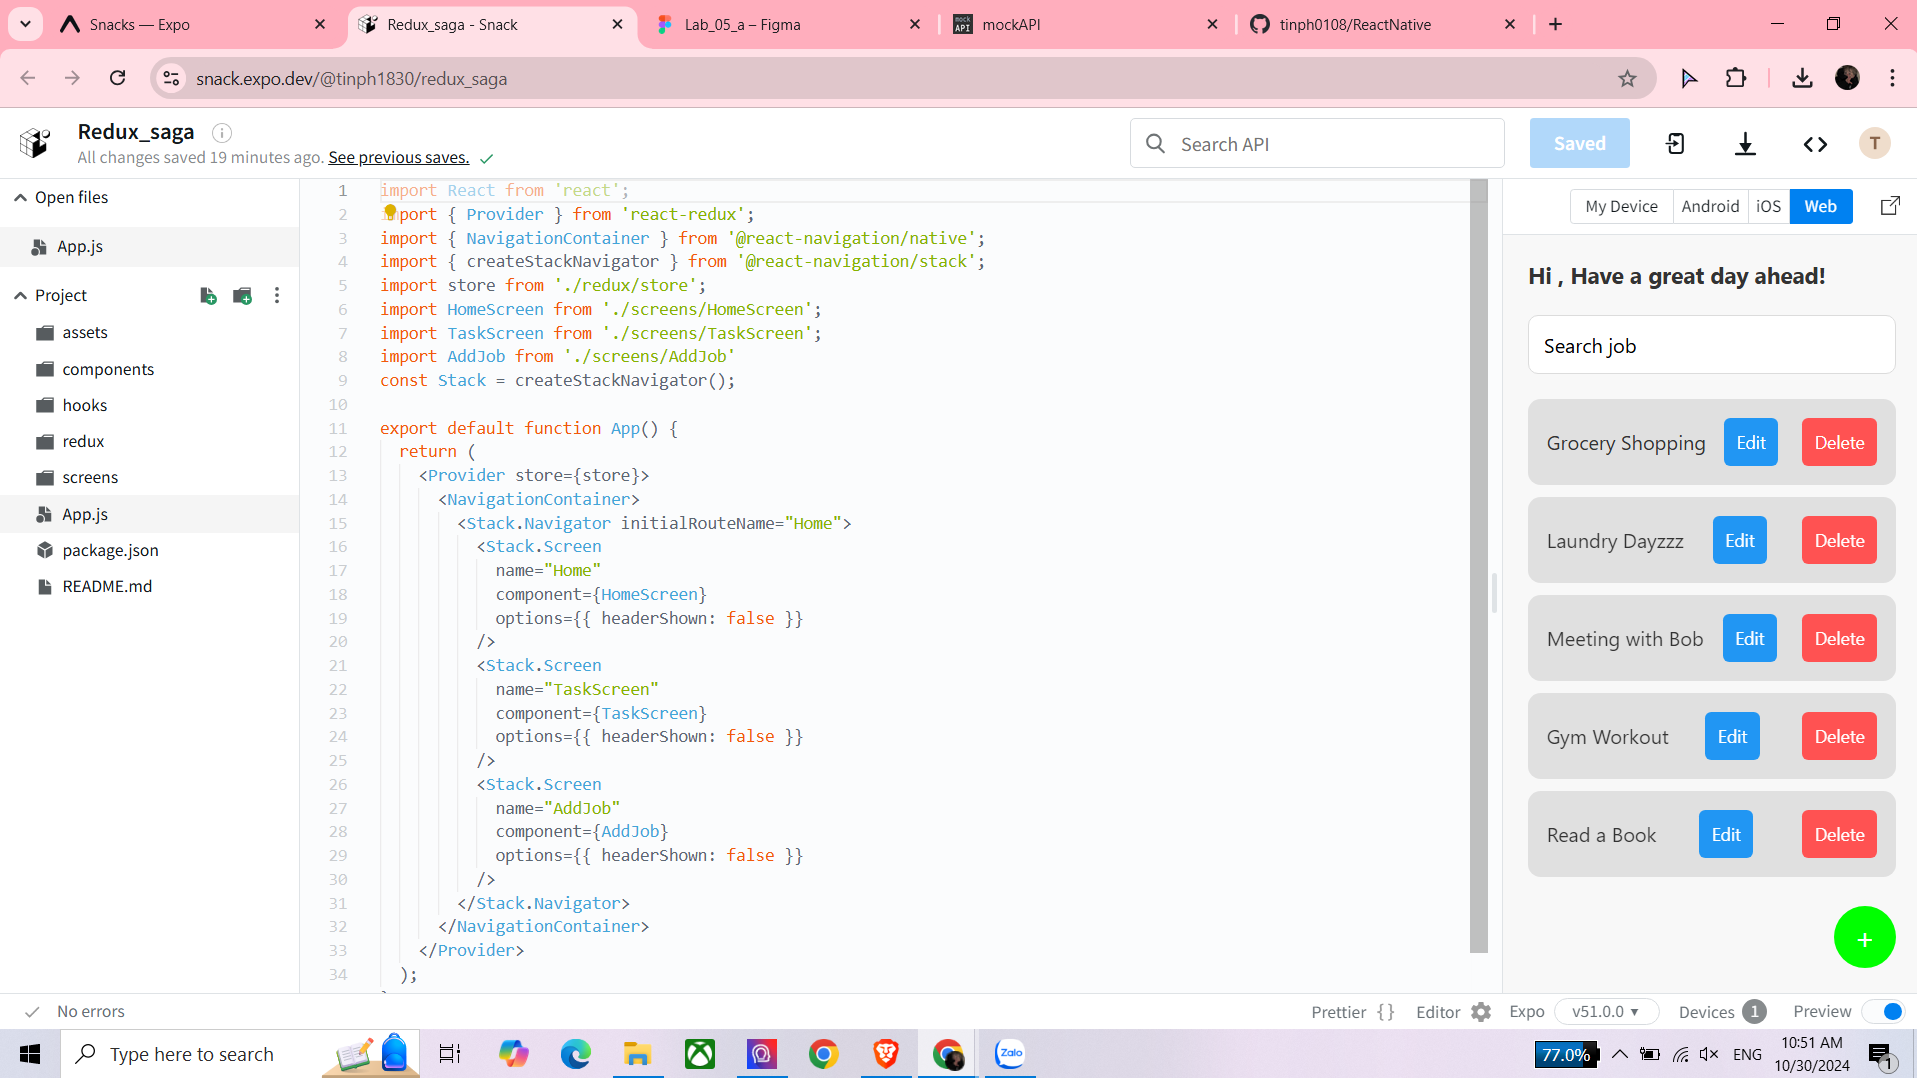 Snacks — Expo
Redux_saga - Snack
Lab_05_a – Figma
mock API
mockAPI
tinph0108/ReactNative
snack.expo.dev/@tinph1830/redux_saga
Redux_saga
All changes saved 19 minutes ago. See previous saves.
Search API
Saved
T
Open files
App.js
Project
assets
components
hooks
redux
screens
App.js
package.json
README.md
1 import React from 'react';
2 import { Provider } from 'react-redux';
3 import { NavigationContainer } from '@react-navigation/native';
4 import { createStackNavigator } from '@react-navigation/stack';
5 import store from './redux/store';
6 import HomeScreen from './screens/HomeScreen';
7 import TaskScreen from './screens/TaskScreen';
8 import AddJob from './screens/AddJob'
9 const Stack = createStackNavigator();
10
11 export default function App() {
12 return (
13 <Provider store={store}>
14 <NavigationContainer>
15 <Stack.Navigator initialRouteName="Home">
16 <Stack.Screen
17 name="Home"
18 component={HomeScreen}
19 options={{ headerShown: false }}
20 />
21 <Stack.Screen
22 name="TaskScreen"
23 component={TaskScreen}
24 options={{ headerShown: false }}
25 />
26 <Stack.Screen
27 name="AddJob"
28 component={AddJob}
29 options={{ headerShown: false }}
30 />
31 </Stack.Navigator>
32 </NavigationContainer>
33 </Provider>
34 );
My Device Android iOS Web
Hi , Have a great day ahead!
Search job
Grocery Shopping Edit Delete
Laundry Dayzzz Edit Delete
Meeting with Bob Edit Delete
Gym Workout Edit Delete
Read a Book Edit Delete
+
No errors
Prettier { } Editor Expo v51.0.0 Devices 1 Preview
Type here to search
Zalo
77.0%
ENG
10:51 AM
10/30/2024
1